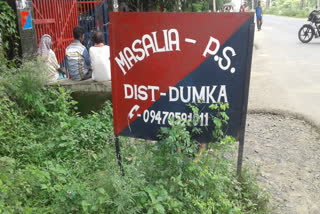 MASALIA - P.S.
DIST-DUMKA
✆-09470591011